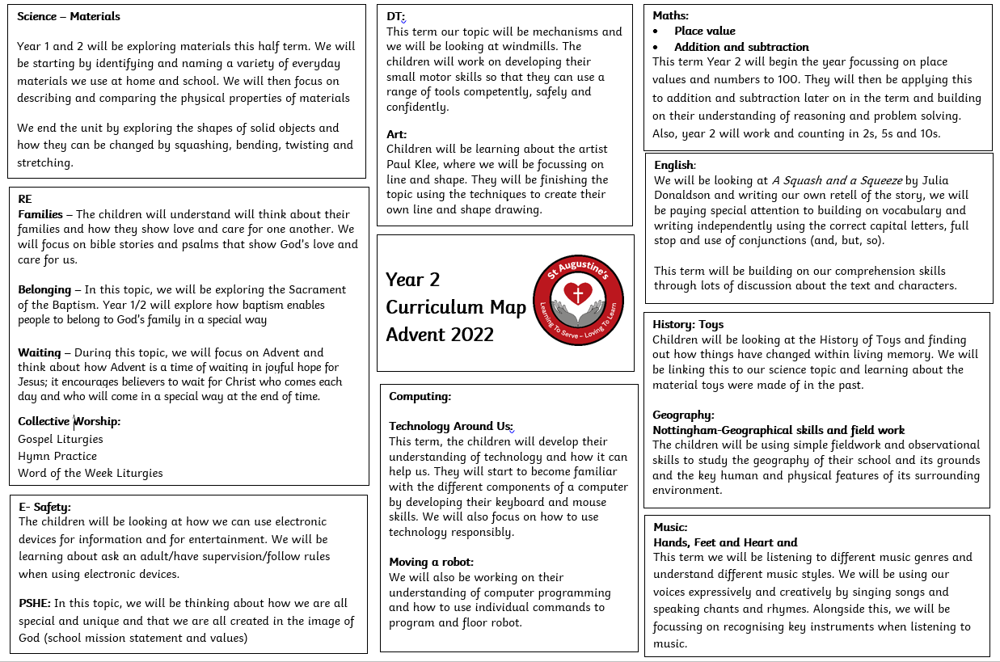 Science – Materials
Year 1 and 2 will be exploring materials this half term. We will
be starting by identifying and naming a variety of everyday
materials we use at home and school. We will then focus on
describing and comparing the physical properties of materials
We end the unit by exploring the shapes of solid objects and
how they can be changed by squashing, bending, twisting and
stretching.
RE
Families – The children will understand will think about their
families and how they show love and care for one another. We
will focus on bible stories and psalms that show God's love and
care for us.
Belonging – In this topic, we will be exploring the Sacrament
of the Baptism. Year 1/2 will explore how baptism enables
people to belong to God's family in a special way
Waiting – During this topic, we will focus on Advent and
think about how Advent is a time of waiting in joyful hope for
Jesus; it encourages believers to wait for Christ who comes each
day and who will come in a special way at the end of time.
Collective Worship:
Gospel Liturgies
Hymn Practice
Word of the Week Liturgies
E- Safety:
The children will be looking at how we can use electronic
devices for information and for entertainment. We will be
learning about ask an adult/have supervision/follow rules
when using electronic devices.
PSHE: In this topic, we will be thinking about how we are all
special and unique and that we are all created in the image of
God (school mission statement and values)
DT:
This term our topic will be mechanisms and
we will be looking at windmills. The
children will work on developing their
small motor skills so that they can use a
range of tools competently, safely and
confidently.
Art:
Children will be learning about the artist
Paul Klee, where we will be focussing on
line and shape. They will be finishing the
topic using the techniques to create their
own line and shape drawing.
Year 2
Curriculum Map
Advent 2022
St Augustine's
Learning To Serve – Loving To Learn
Computing:
Technology Around Us:
This term, the children will develop their
understanding of technology and how it can
help us. They will start to become familiar
with the different components of a computer
by developing their keyboard and mouse
skills. We will also focus on how to use
technology responsibly.
Moving a robot:
We will also be working on their
understanding of computer programming
and how to use individual commands to
program and floor robot.
Maths:
• Place value
• Addition and subtraction
This term Year 2 will begin the year focussing on place
values and numbers to 100. They will then be applying this
to addition and subtraction later on in the term and building
on their understanding of reasoning and problem solving.
Also, year 2 will work and counting in 2s, 5s and 10s.
English:
We will be looking at A Squash and a Squeeze by Julia
Donaldson and writing our own retell of the story, we will
be paying special attention to building on vocabulary and
writing independently using the correct capital letters, full
stop and use of conjunctions (and, but, so).
This term will be building on our comprehension skills
through lots of discussion about the text and characters.
History: Toys
Children will be looking at the History of Toys and finding
out how things have changed within living memory. We will
be linking this to our science topic and learning about the
material toys were made of in the past.
Geography:
Nottingham-Geographical skills and field work
The children will be using simple fieldwork and observational
skills to study the geography of their school and its grounds
and the key human and physical features of its surrounding
environment.
Music:
Hands, Feet and Heart and
This term we will be listening to different music genres and
understand different music styles. We will be using our
voices expressively and creatively by singing songs and
speaking chants and rhymes. Alongside this, we will be
focussing on recognising key instruments when listening to
music.